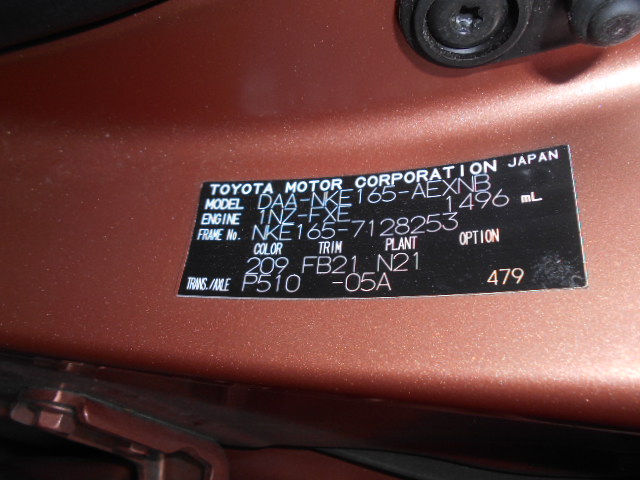 TOYOTA MOTOR CORPORATION JAPAN
MODEL DAA-NKE165-AEXNB
ENGINE 1NZ-FXE 1496 mL
FRAME No. NKE165-7128253
COLOR TRIM PLANT OPTION
209 FB21 N21
TRANS./AXLE P510 -05A 479